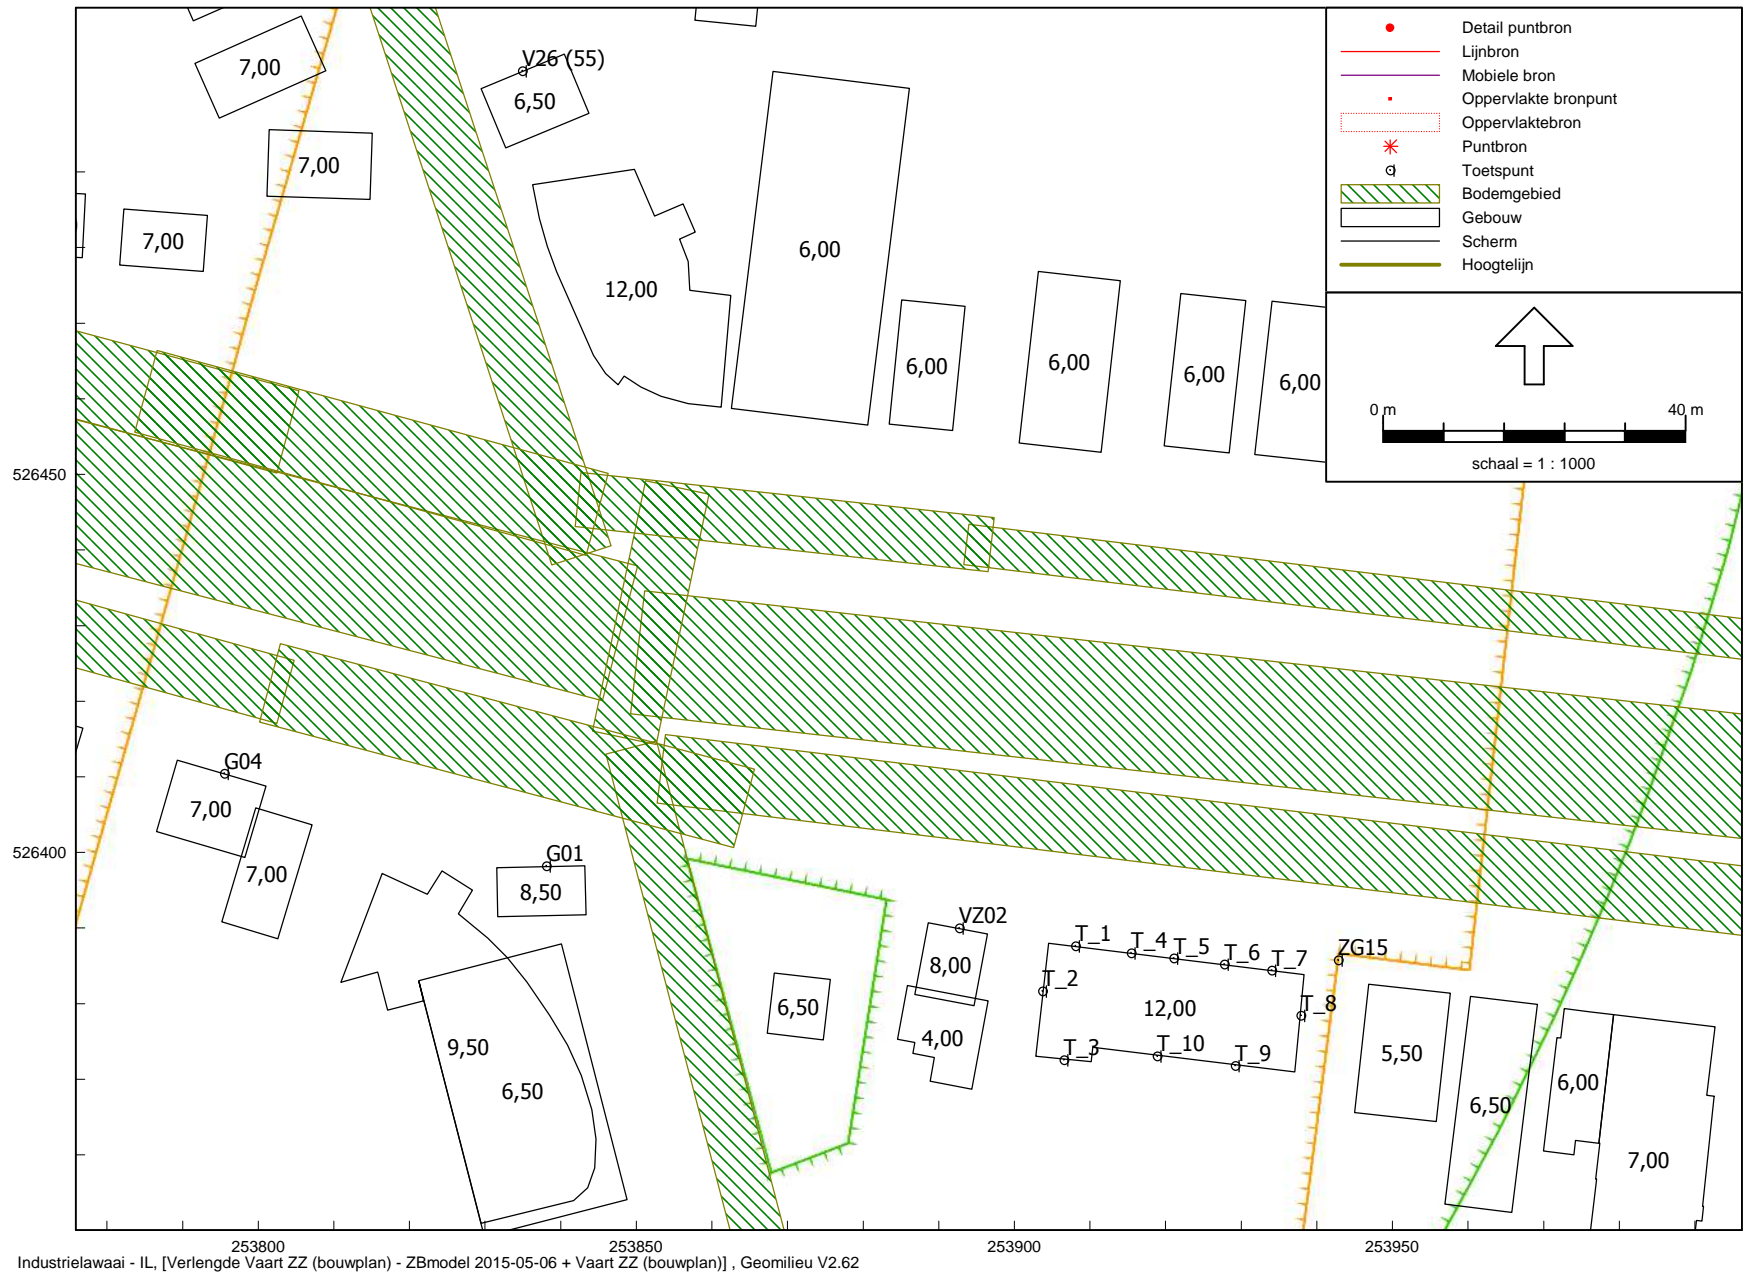 Detail puntbron
Lijnbron
Mobiele bron
Oppervlakte bronpunt
Oppervlaktebron
Puntbron
Toetspunt
Bodemgebied
Gebouw
Scherm
Hoogtelijn
0 m
40 m
schaal = 1 : 1000
V26 (55)
7,00
6,50
7,00
7,00
12,00
6,00
6,00
6,00
6,00
6,00
526450
G04
7,00
7,00
526400
G01
8,50
VZ02
8,00
T_1
T_4
T_5
T_6
T_7
ZG15
T_2
12,00
T_8
6,50
4,00
T_3
T_10
T_9
9,50
6,50
5,50
6,50
6,00
7,00
253800
253850
253900
253950
Industrielawaai - IL, [Verlengde Vaart ZZ (bouwplan) - ZBmodel 2015-05-06 + Vaart ZZ (bouwplan)] , Geomilieu V2.62